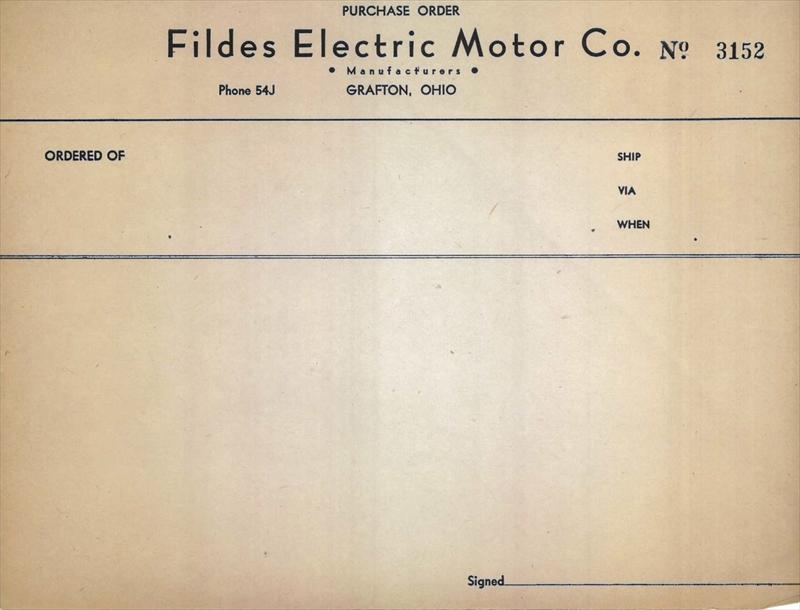 PURCHASE ORDER
Fildes Electric Motor Co. Nº 3152
• Manufacturers •
Phone 54J GRAFTON, OHIO
ORDERED OF SHIP
VIA
WHEN
Signed